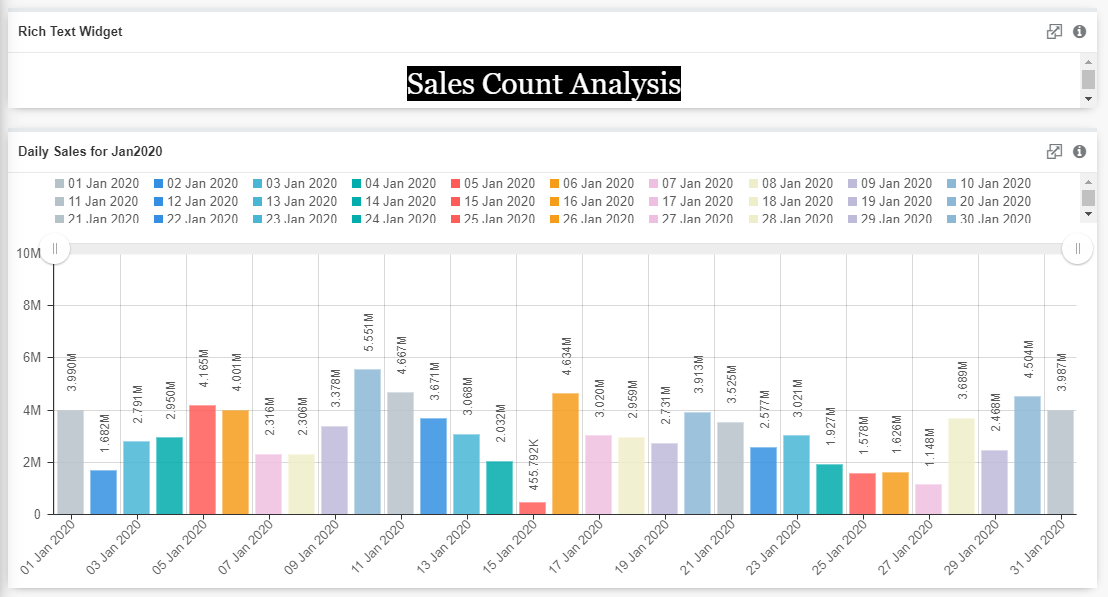 Rich Text Widget
Sales Count Analysis
Daily Sales for Jan2020
01 Jan 2020 02 Jan 2020 03 Jan 2020 04 Jan 2020 05 Jan 2020 06 Jan 2020 07 Jan 2020 08 Jan 2020 09 Jan 2020 10 Jan 2020
11 Jan 2020 12 Jan 2020 13 Jan 2020 14 Jan 2020 15 Jan 2020 16 Jan 2020 17 Jan 2020 18 Jan 2020 19 Jan 2020 20 Jan 2020
21 Jan 2020 22 Jan 2020 23 Jan 2020 24 Jan 2020 25 Jan 2020 26 Jan 2020 27 Jan 2020 28 Jan 2020 29 Jan 2020 30 Jan 2020
10M
8M
6M
4M
2M
0
3.990M
1.682M
2.791M
2.950M
4.165M
4.001M
2.316M
2.306M
3.378M
5.551M
4.667M
3.671M
3.068M
2.032M
455.792K
4.634M
3.020M
2.959M
2.731M
3.913M
3.525M
2.577M
3.021M
1.927M
1.578M
1.626M
1.148M
3.689M
2.468M
4.504M
3.987M
01 Jan 2020
03 Jan 2020
05 Jan 2020
07 Jan 2020
09 Jan 2020
11 Jan 2020
13 Jan 2020
15 Jan 2020
17 Jan 2020
19 Jan 2020
21 Jan 2020
23 Jan 2020
25 Jan 2020
27 Jan 2020
29 Jan 2020
31 Jan 2020